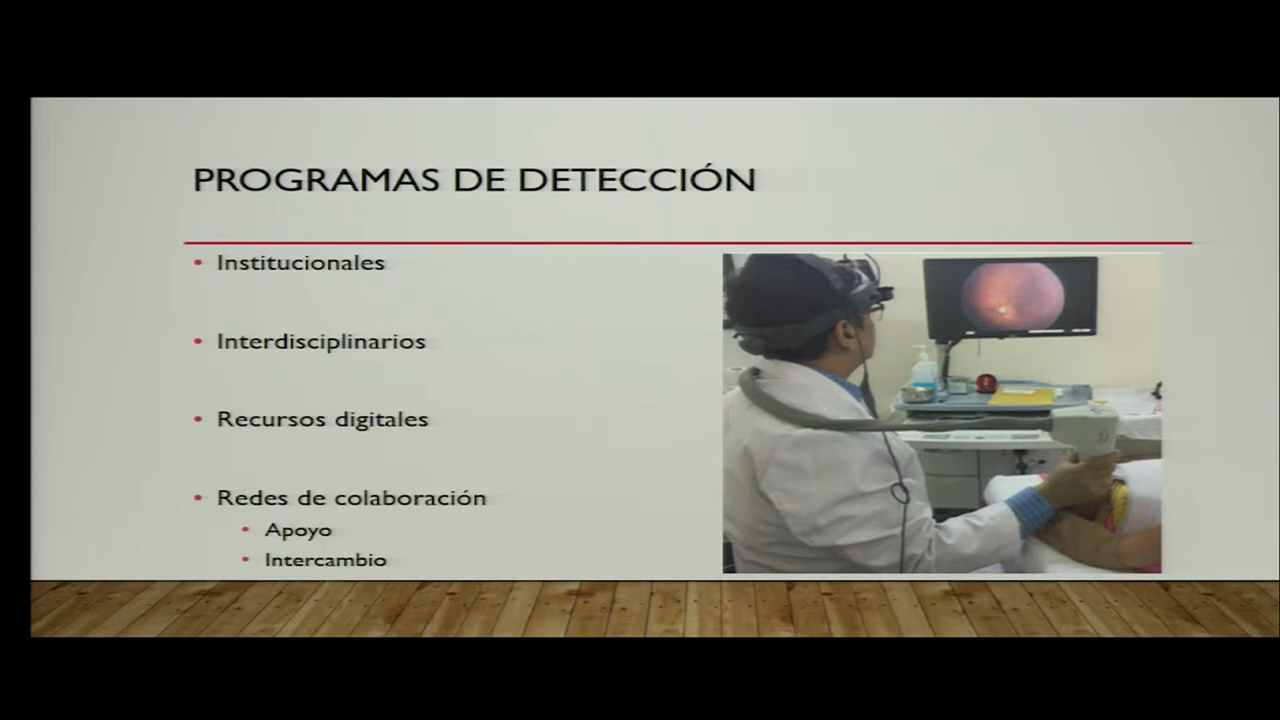 PROGRAMAS DE DETECCIÓN
Institucionales
Interdisciplinarios
Recursos digitales
Redes de colaboración
Apoyo
Intercambio